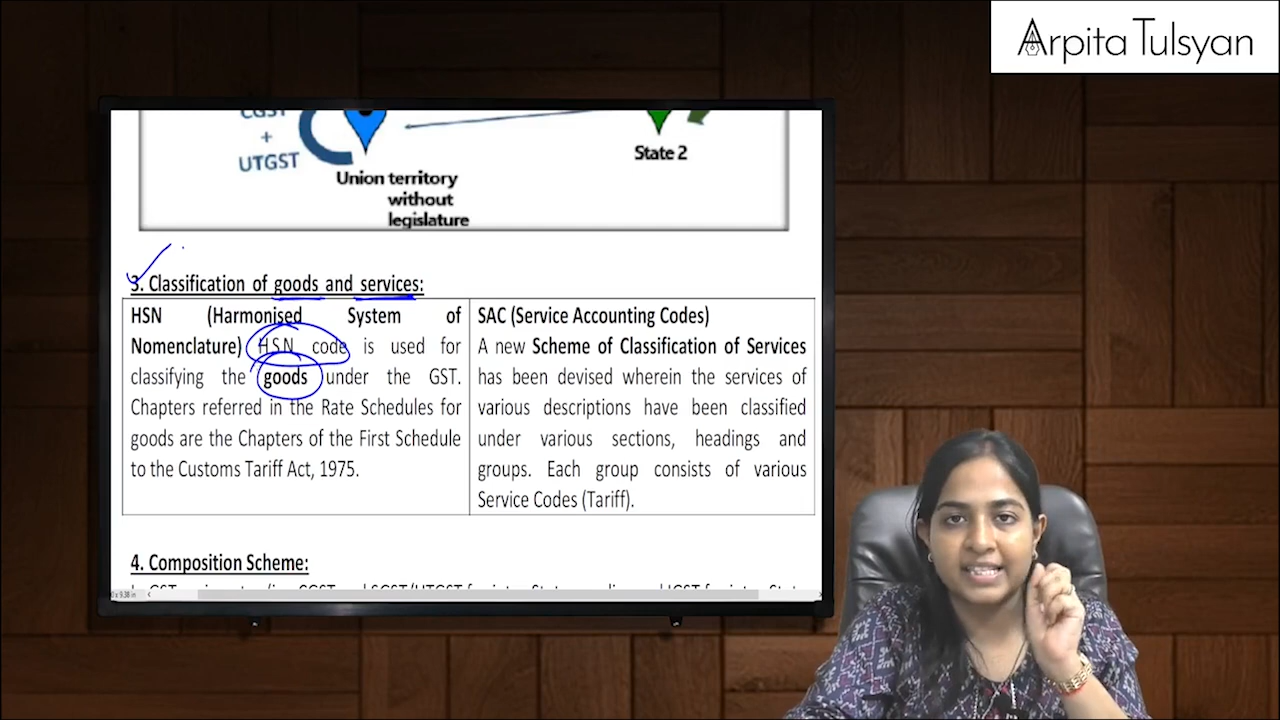 Arpita Tulsyan
CGST
+
UTGST
Union territory
without
legislature
State 2
3. Classification of goods and services:
HSN (Harmonised System of
Nomenclature) HSN code is used for
classifying the goods under the GST.
Chapters referred in the Rate Schedules for
goods are the Chapters of the First Schedule
to the Customs Tariff Act, 1975.
SAC (Service Accounting Codes)
A new Scheme of Classification of Services
has been devised wherein the services of
various descriptions have been classified
under various sections, headings and
groups. Each group consists of various
Service Codes (Tariff).
4. Composition Scheme: